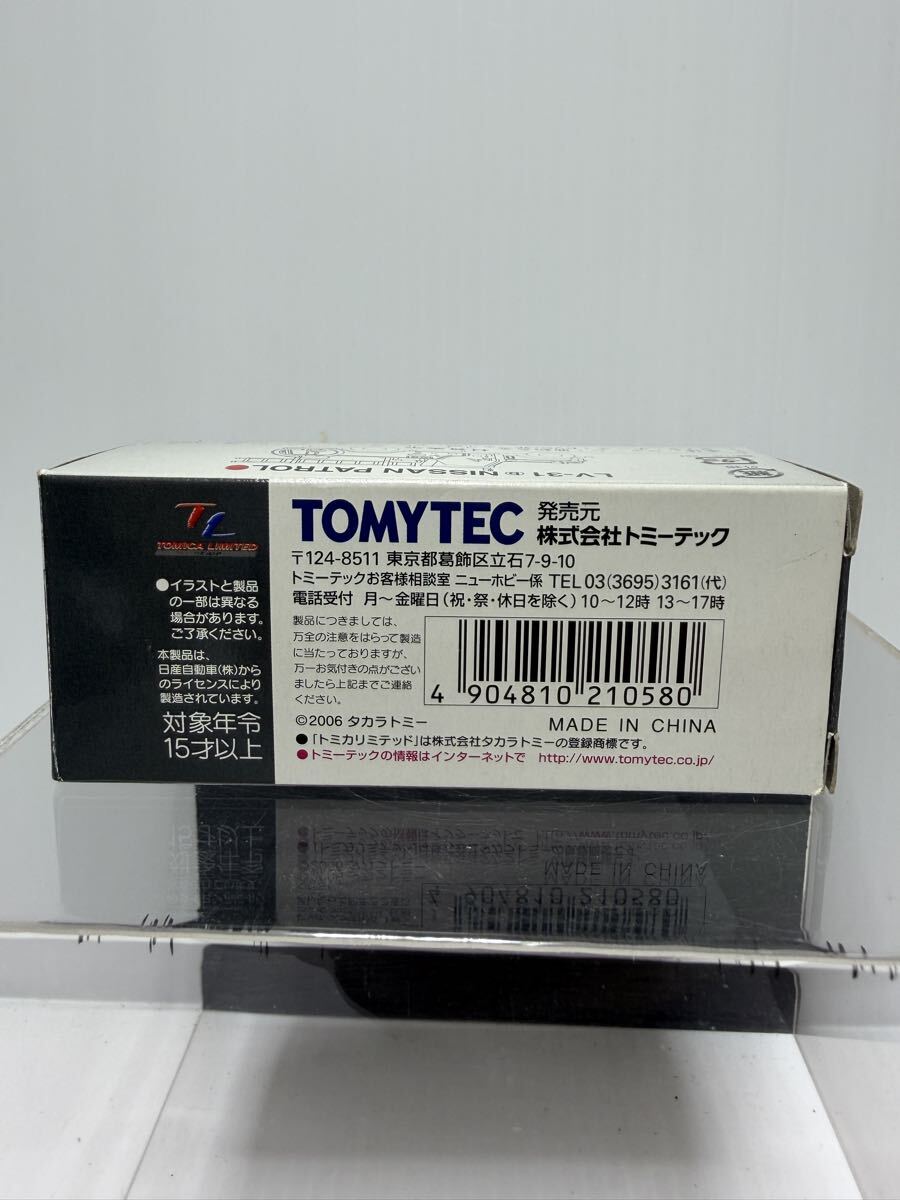 LV-31 ⓑ NISSAN PATROL
TL
TOMICA LIMITED
●イラストと製品
の一部は異なる
場合があります。
ご了承ください。
本製品は、
日産自動車(株)から
のライセンスにより
製造されています。
対象年令
15才以上
TOMYTEC 発売元
株式会社トミーテック
〒124-8511 東京都葛飾区立石7-9-10
トミーテックお客様相談室 ニューホビー係 TEL 03(3695)3161(代)
電話受付 月〜金曜日(祝・祭・休日を除く)10〜12時 13〜17時
製品につきましては、
万全の注意をはらって製造
に当たっておりますが、
万一お気付きの点がござい
ましたら上記までご連絡
ください。
4 904810 210580
©2006 タカラトミー MADE IN CHINA
●「トミカリミテッド」は株式会社タカラトミーの登録商標です。
●トミーテックの情報はインターネットで http://www.tomytec.co.jp/